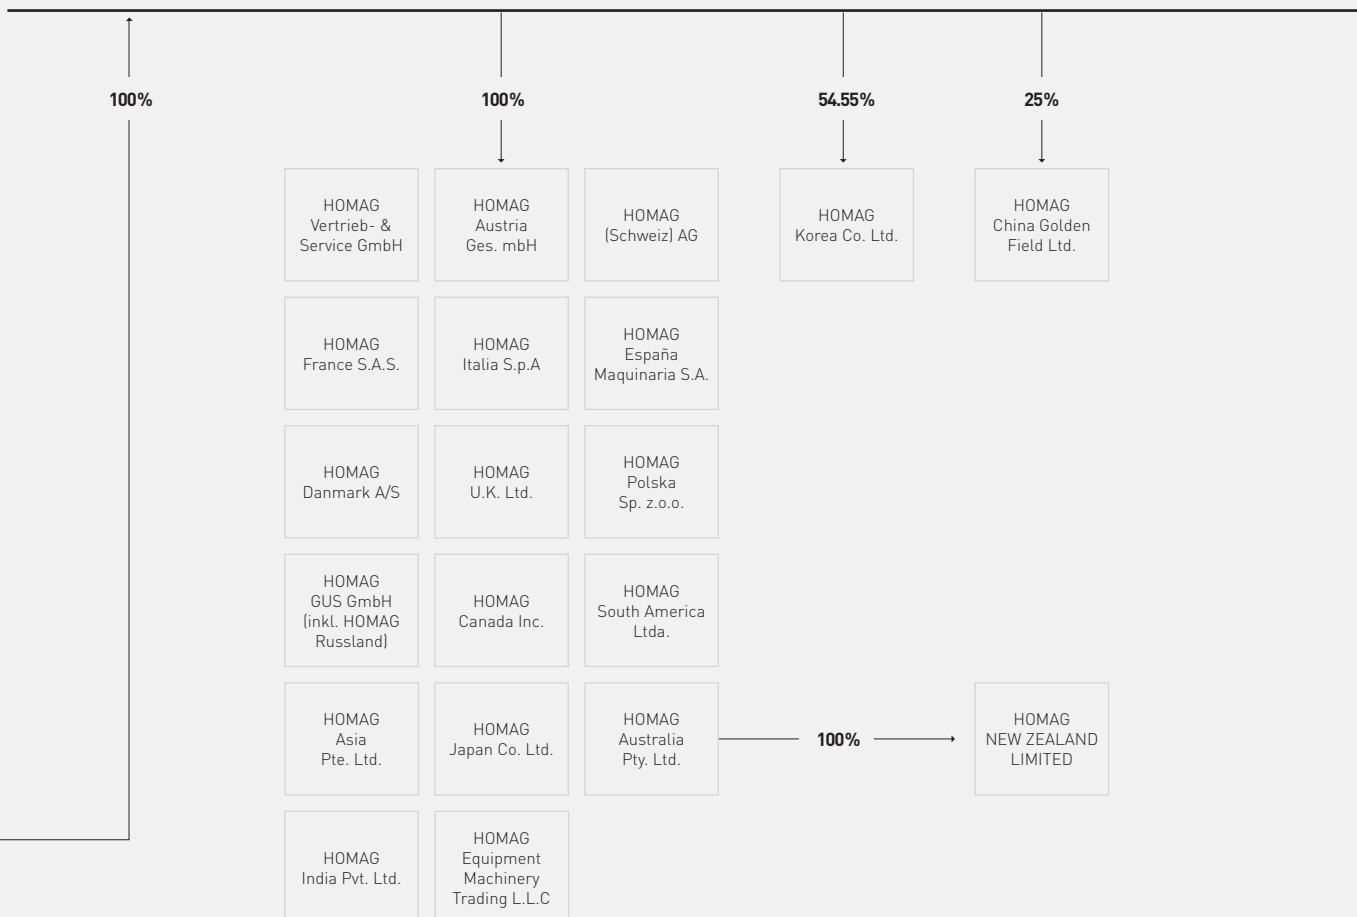 100%
100%
54.55%
25%
HOMAG
Vertrieb- &
Service GmbH
HOMAG
Austria
Ges. mbH
HOMAG
(Schweiz) AG
HOMAG
Korea Co. Ltd.
HOMAG
China Golden
Field Ltd.
HOMAG
France S.A.S.
HOMAG
Italia S.p.A
HOMAG
España
Maquinaria S.A.
HOMAG
Danmark A/S
HOMAG
U.K. Ltd.
HOMAG
Polska
Sp. z.o.o.
HOMAG
GUS GmbH
(inkl. HOMAG
Russland)
HOMAG
Canada Inc.
HOMAG
South America
Ltda.
HOMAG
Asia
Pte. Ltd.
HOMAG
Japan Co. Ltd.
HOMAG
Australia
Pty. Ltd.
100%
HOMAG
NEW ZEALAND
LIMITED
HOMAG
India Pvt. Ltd.
HOMAG
Equipment
Machinery
Trading L.L.C